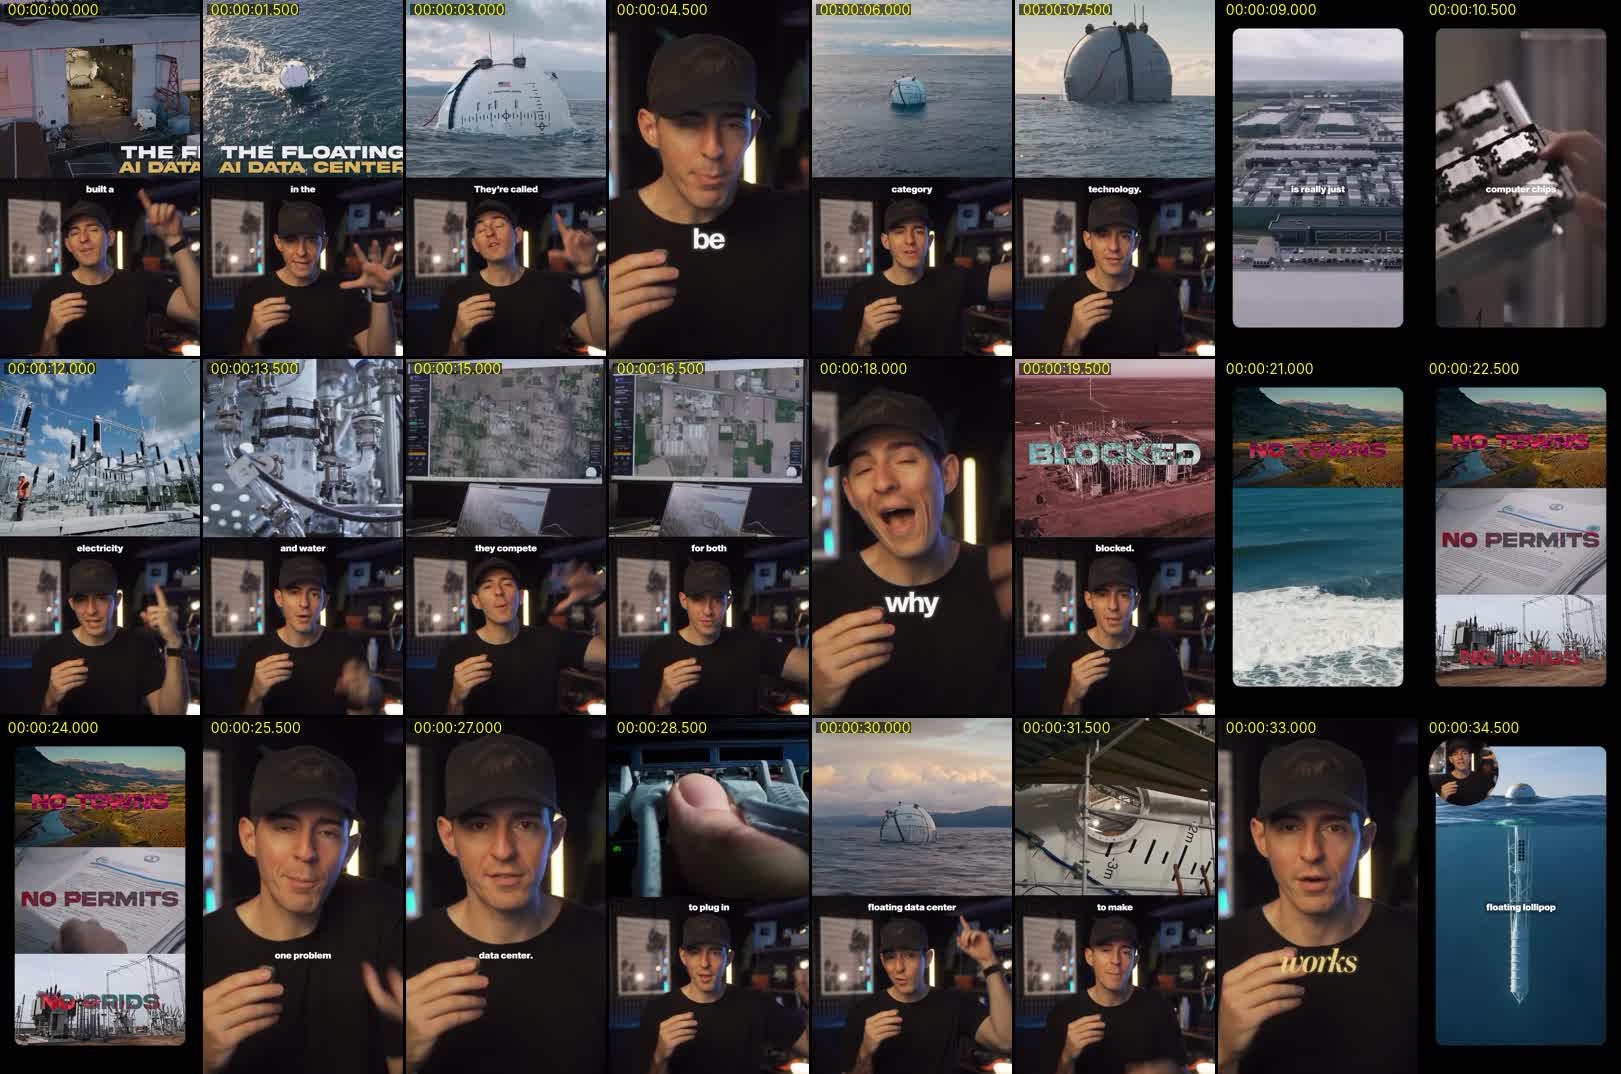 00:00:00.000
THE F
AI DATA
built a
00:00:01.500
THE FLOATING
AI DATA CENTER
in the
00:00:03.000
They're called
00:00:04.500
be
00:00:06.000
category
00:00:07.500
technology.
00:00:09.000
is really just
00:00:10.500
computer chips
00:00:12.000
electricity
00:00:13.500
and water
00:00:15.000
they compete
00:00:16.500
for both
00:00:18.000
why
00:00:19.500
BLOCKED
blocked.
00:00:21.000
NO TOWNS
00:00:22.500
NO TOWNS
NO PERMITS
NO GRIDS
00:00:24.000
NO TOWNS
NO PERMITS
NO GRIDS
00:00:25.500
one problem
00:00:27.000
data center.
00:00:28.500
to plug in
00:00:30.000
floating data center
00:00:31.500
-3m
-2m
to make
00:00:33.000
works
00:00:34.500
floating lollipop